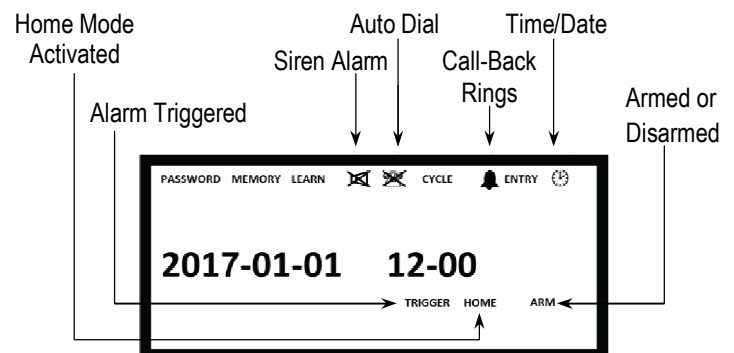 Home Mode
Activated
Auto Dial
Time/Date
Siren Alarm
Call-Back
Rings
Alarm Triggered
Armed or
Disarmed
PASSWORD MEMORY LEARN CYCLE ENTRY
2017-01-01 12-00
TRIGGER HOME ARM